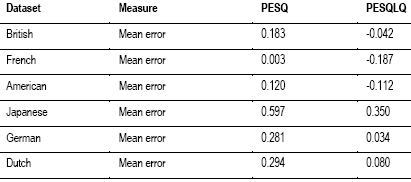 Dataset Measure PESQ PESQLQ
British Mean error 0.183 -0.042
French Mean error 0.003 -0.187
American Mean error 0.120 -0.112
Japanese Mean error 0.597 0.350
German Mean error 0.281 0.034
Dutch Mean error 0.294 0.080